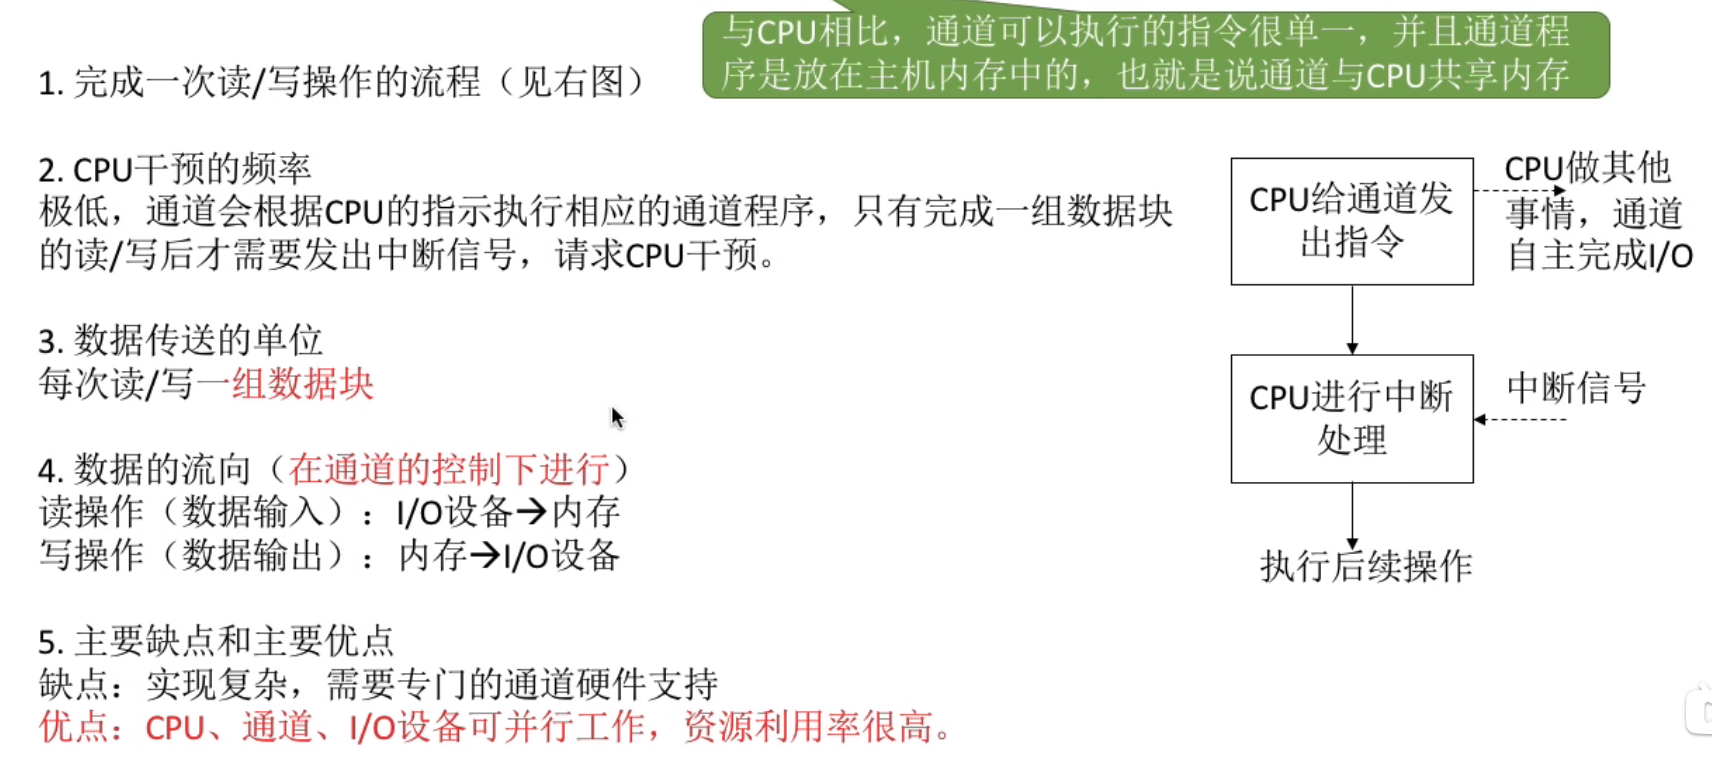 与CPU相比，通道可以执行的指令很单一，并且通道程
序是放在主机内存中的，也就是说通道与CPU共享内存
1. 完成一次读/写操作的流程（见右图）
2. CPU干预的频率
极低，通道会根据CPU的指示执行相应的通道程序，只有完成一组数据块
的读/写后才需要发出中断信号，请求CPU干预。
3. 数据传送的单位
每次读/写一组数据块
4. 数据的流向（在通道的控制下进行）
读操作（数据输入）：I/O设备→内存
写操作（数据输出）：内存→I/O设备
5. 主要缺点和主要优点
缺点：实现复杂，需要专门的通道硬件支持
优点：CPU、通道、I/O设备可并行工作，资源利用率很高。
CPU给通道发
出指令
CPU做其他
事情，通道
自主完成I/O
CPU进行中断
处理
中断信号
执行后续操作